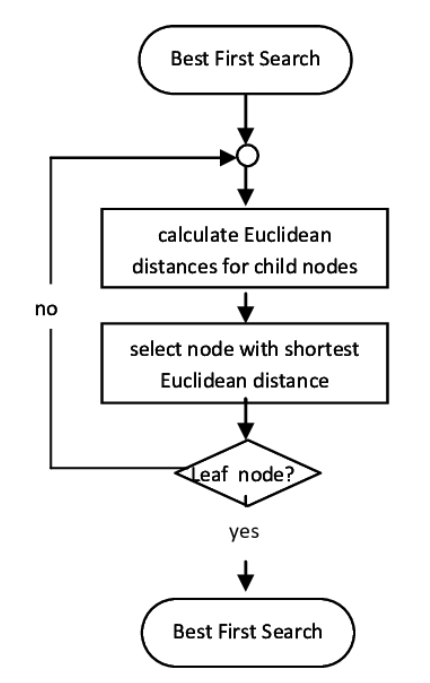 Best First Search
calculate Euclidean
distances for child nodes
no
select node with shortest
Euclidean distance
Leaf node?
yes
Best First Search